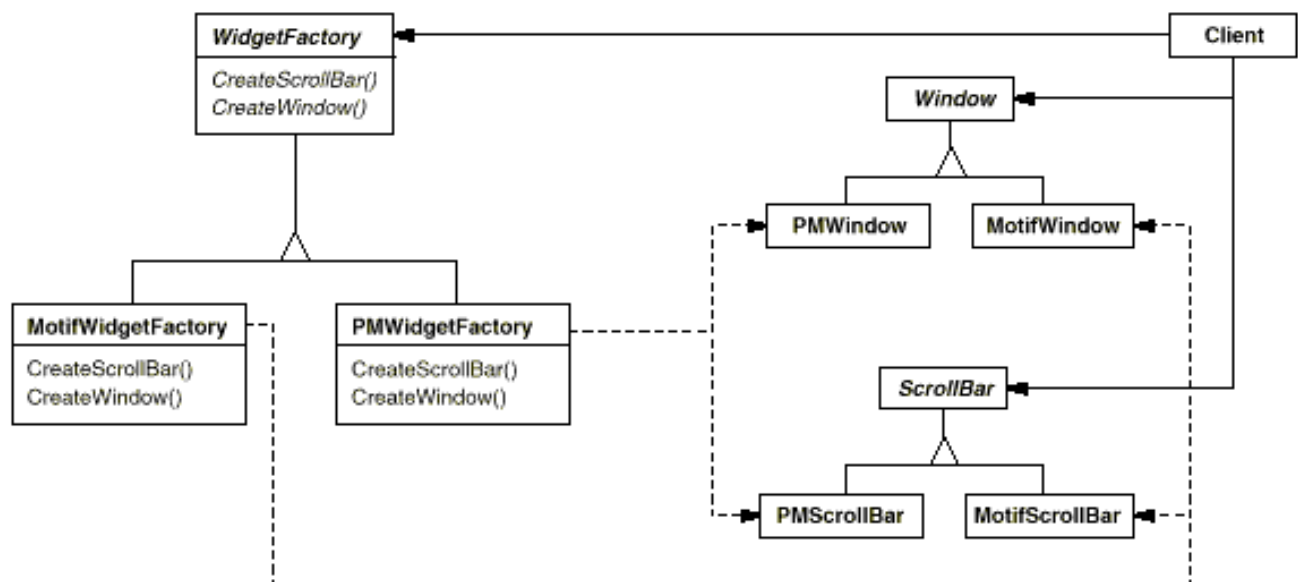 WidgetFactory
CreateScrollBar()
CreateWindow()
Client
Window
PMWindow
MotifWindow
MotifWidgetFactory
CreateScrollBar()
CreateWindow()
PMWidgetFactory
CreateScrollBar()
CreateWindow()
ScrollBar
PMScrollBar
MotifScrollBar